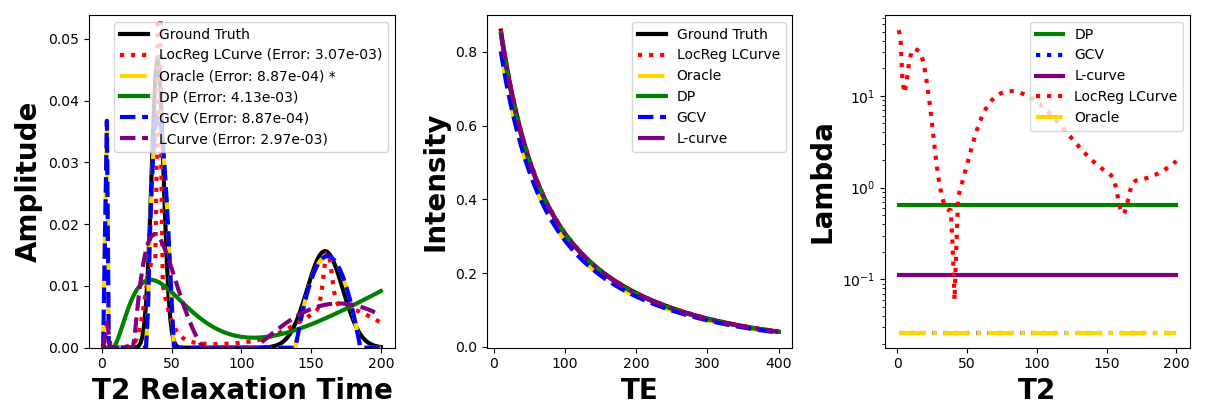 Amplitude
0.05
0.04
0.03
0.02
0.01
0.00
Ground Truth
LocReg LCurve (Error: 3.07e-03)
Oracle (Error: 8.87e-04) *
DP (Error: 4.13e-03)
GCV (Error: 8.87e-04)
LCurve (Error: 2.97e-03)
0 50 100 150 200
T2 Relaxation Time
Intensity
0.8
0.6
0.4
0.2
0.0
Ground Truth
LocReg LCurve
Oracle
DP
GCV
L-curve
0 100 200 300 400
TE
Lambda
10¹
10⁰
10⁻¹
DP
GCV
L-curve
LocReg LCurve
Oracle
0 50 100 150 200
T2